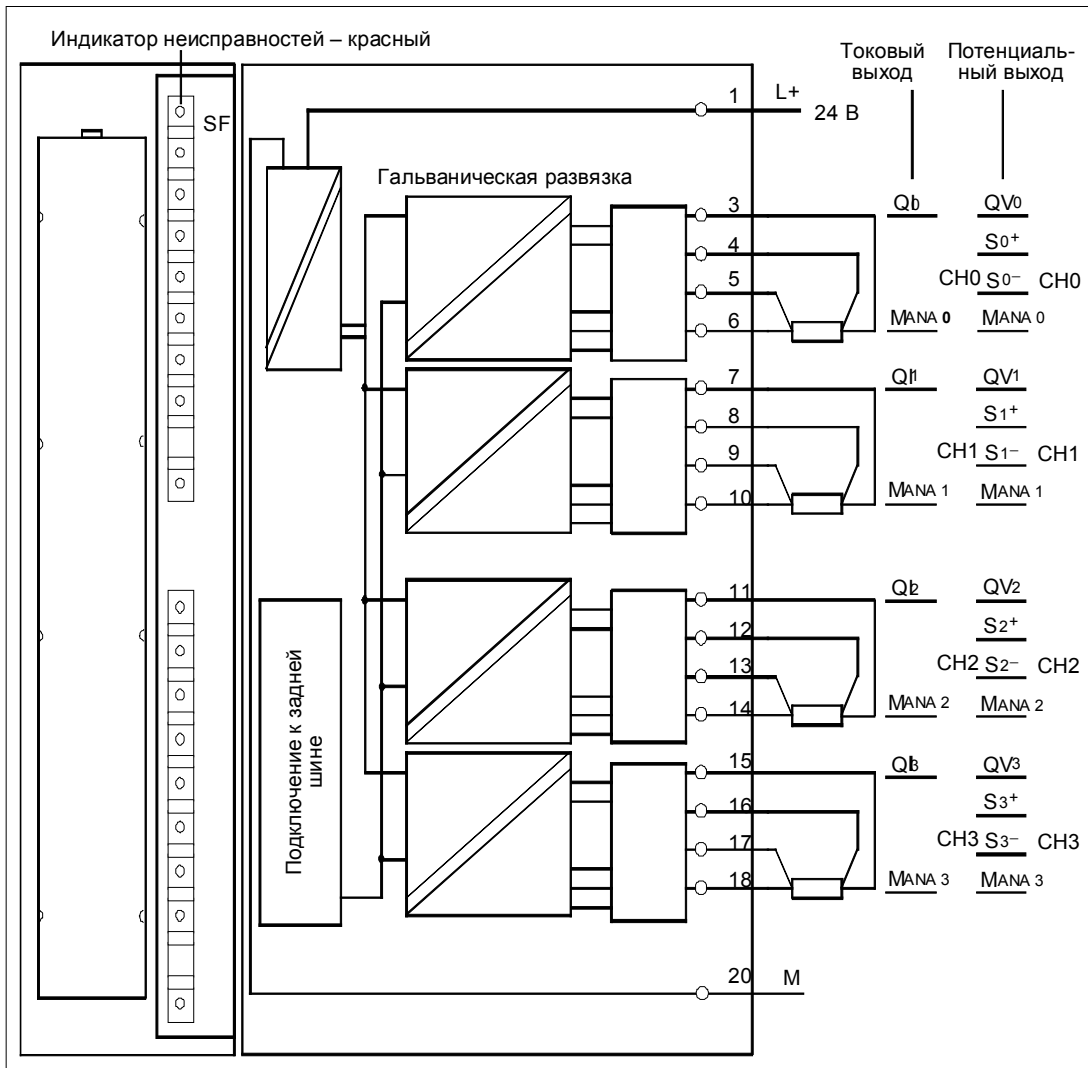 Индикатор неисправностей – красный
Токовый
выход
Потенциаль-
ный выход
SF
1
L+
24 В
Гальваническая развязка
3
QI0
QV0
4
S0+
5
CH0 S0– CH0
6
MANA 0
MANA 0
7
QI1
QV1
8
S1+
9
CH1 S1– CH1
10
MANA 1
MANA 1
11
QI2
QV2
12
S2+
13
CH2 S2– CH2
14
MANA 2
MANA 2
15
QI3
QV3
16
S3+
17
CH3 S3– CH3
18
MANA 3
MANA 3
Подключение к задней
шине
20
M